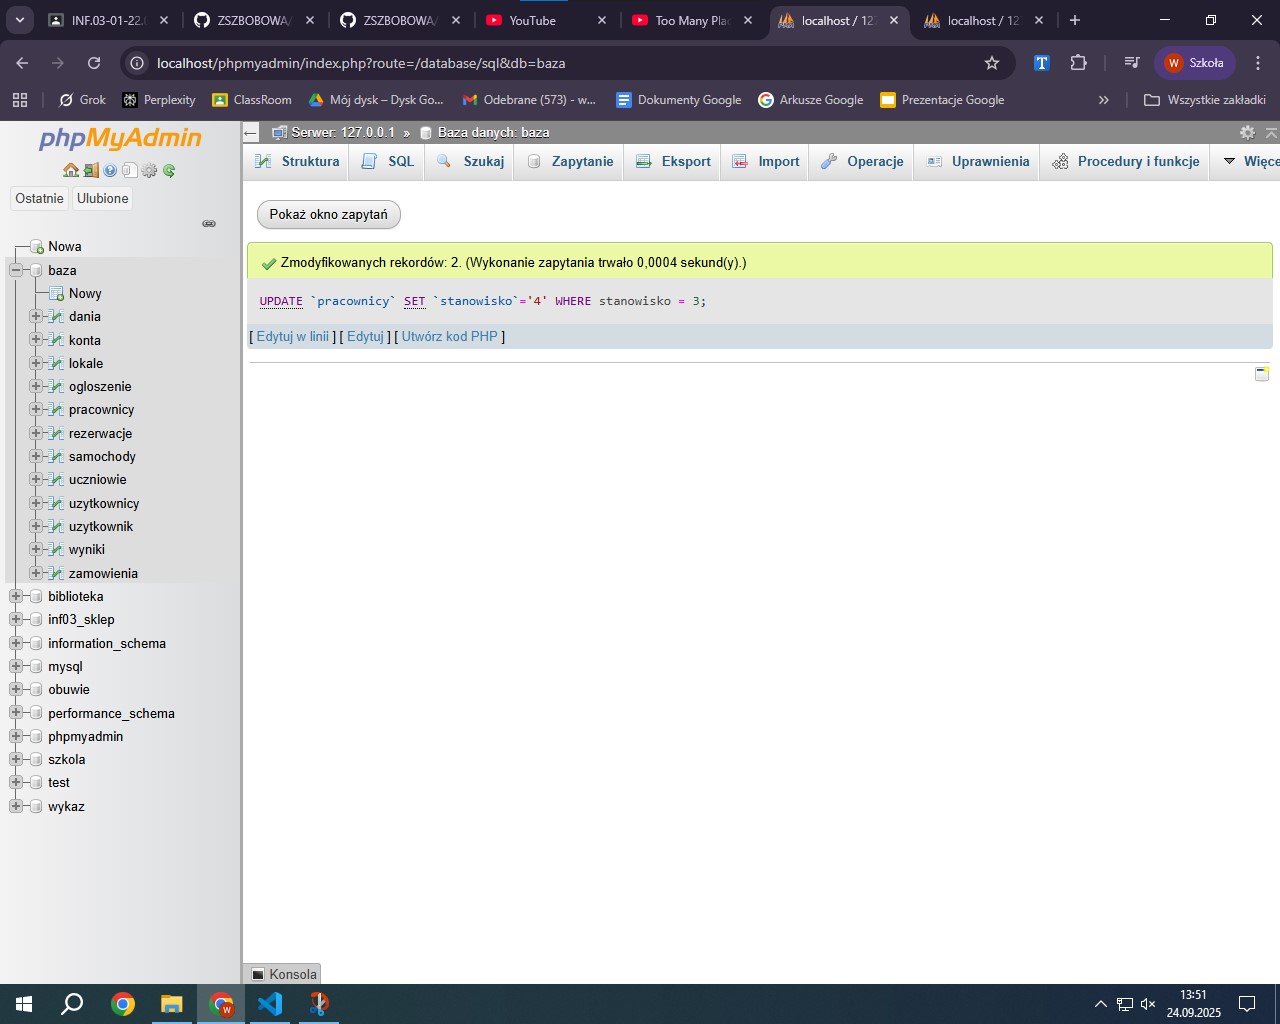 INF.03-01-22.
ZSZBOBOWA
ZSZBOBOWA
YouTube
Too Many Pla
localhost / 127
localhost / 12
localhost/phpmyadmin/index.php?route=/database/sql&db=baza
W Szkoła
Grok
Perplexity
ClassRoom
Mój dysk – Dysk Go...
Odebrane (573) - w...
Dokumenty Google
Arkusze Google
Prezentacje Google
Wszystkie zakładki
phpMyAdmin
Ostatnie
Ulubione
Nowa
baza
Nowy
dania
konta
lokale
ogloszenie
pracownicy
rezerwacje
samochody
uczniowie
uzytkownicy
uzytkownik
wyniki
zamowienia
biblioteka
inf03_sklep
information_schema
mysql
obuwie
performance_schema
phpmyadmin
szkola
test
wykaz
Serwer: 127.0.0.1 » Baza danych: baza
Struktura
SQL
Szukaj
Zapytanie
Eksport
Import
Operacje
Uprawnienia
Procedury i funkcje
Więce
Pokaż okno zapytań
Zmodyfikowanych rekordów: 2. (Wykonanie zapytania trwało 0,0004 sekund(y).)
UPDATE `pracownicy` SET `stanowisko`='4' WHERE stanowisko = 3;
[ Edytuj w linii ] [ Edytuj ] [ Utwórz kod PHP ]
Konsola
13:51
24.09.2025